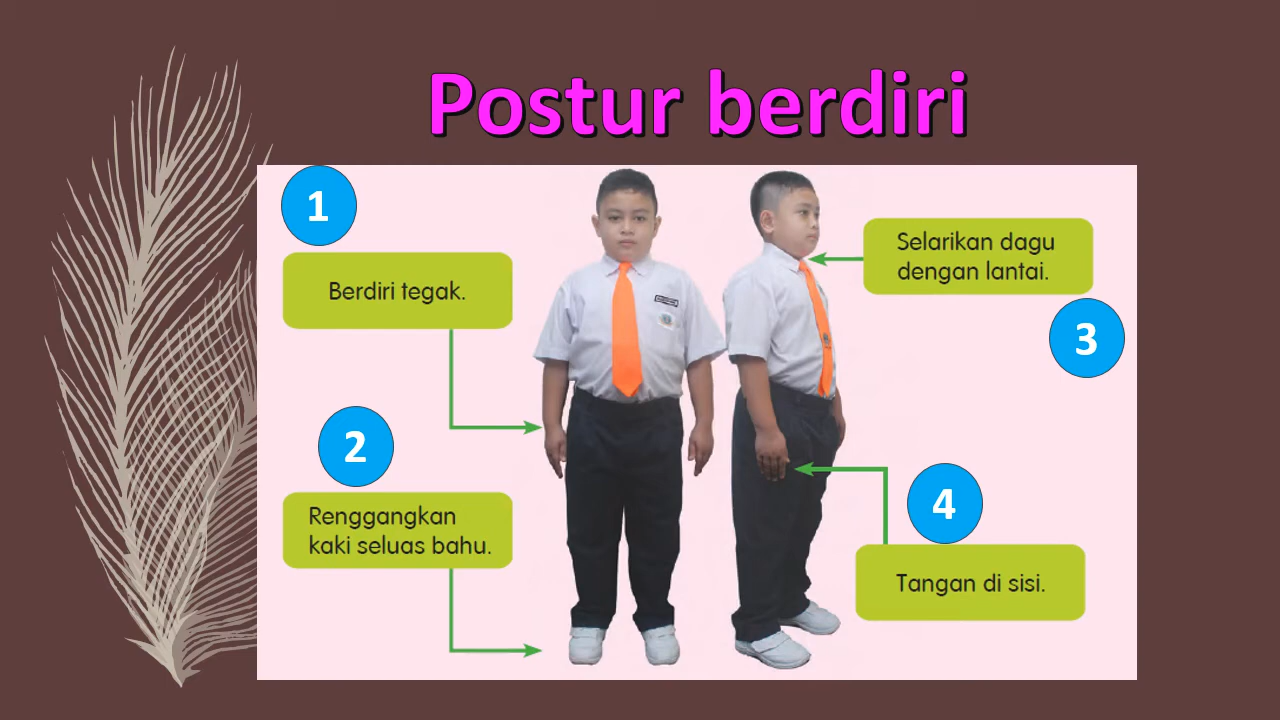 Postur berdiri
1
Berdiri tegak.
2
Renggangkan
kaki seluas bahu.
Selarikan dagu
dengan lantai.
3
4
Tangan di sisi.